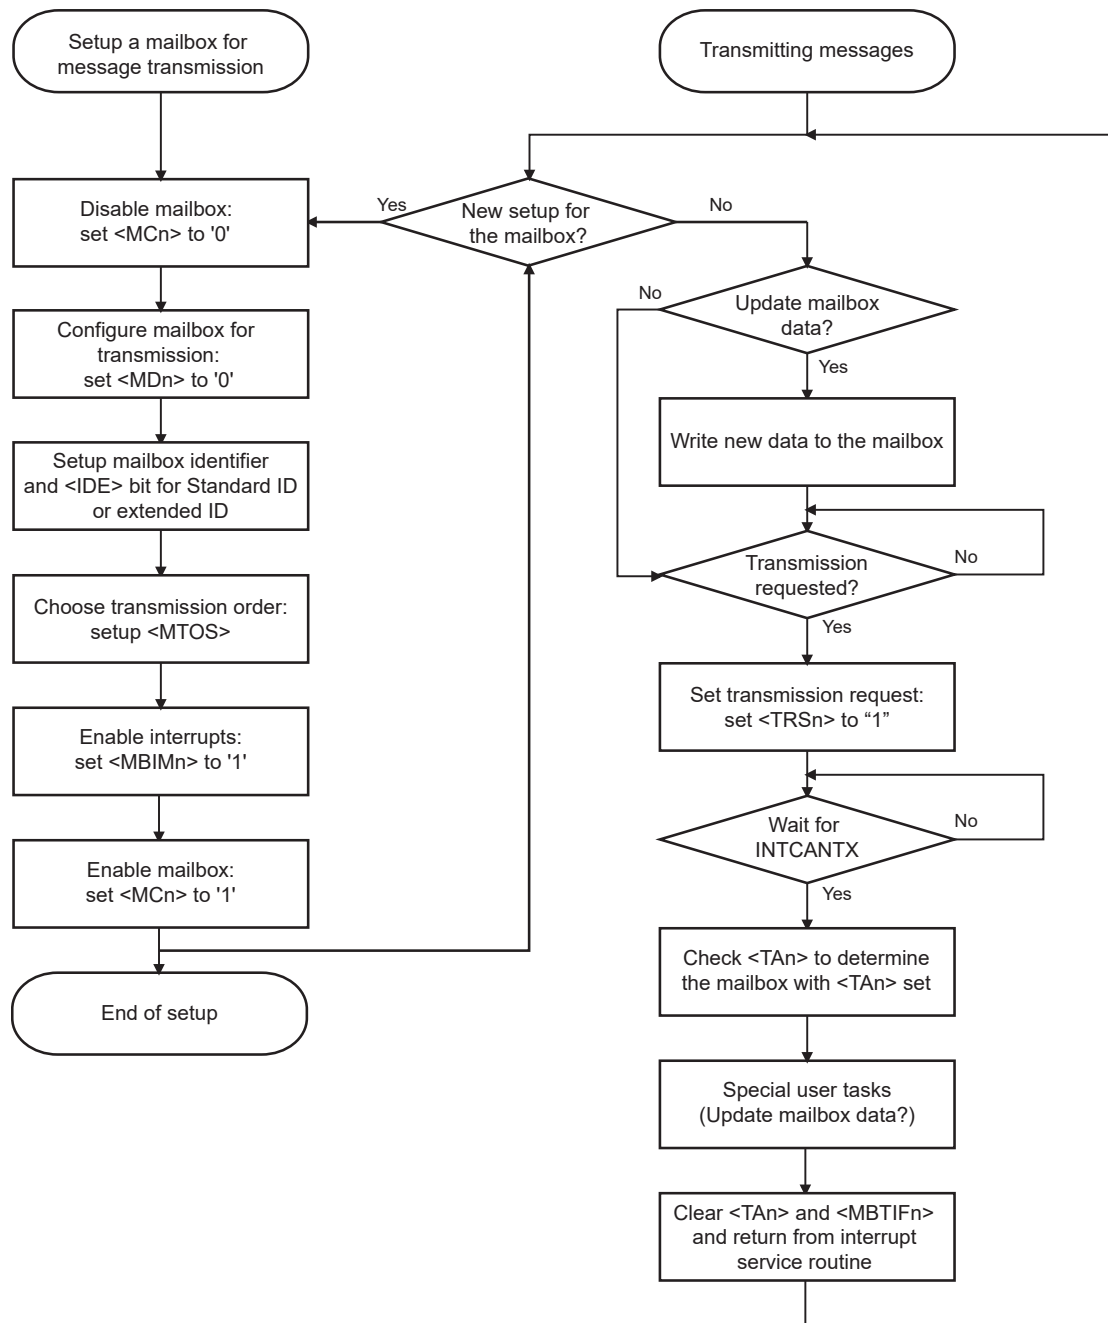 Setup a mailbox for
message transmission
Disable mailbox:
set <MCn> to '0'
Configure mailbox for
transmission:
set <MDn> to '0'
Setup mailbox identifier
and <IDE> bit for Standard ID
or extended ID
Choose transmission order:
setup <MTOS>
Enable interrupts:
set <MBIMn> to '1'
Enable mailbox:
set <MCn> to '1'
End of setup
Transmitting messages
Yes
New setup for
the mailbox?
No
No
Update mailbox
data?
Yes
Write new data to the mailbox
Transmission
requested?
No
Yes
Set transmission request:
set <TRSn> to “1”
Wait for
INTCANTX
No
Yes
Check <TAn> to determine
the mailbox with <TAn> set
Special user tasks
(Update mailbox data?)
Clear <TAn> and <MBTIFn>
and return from interrupt
service routine